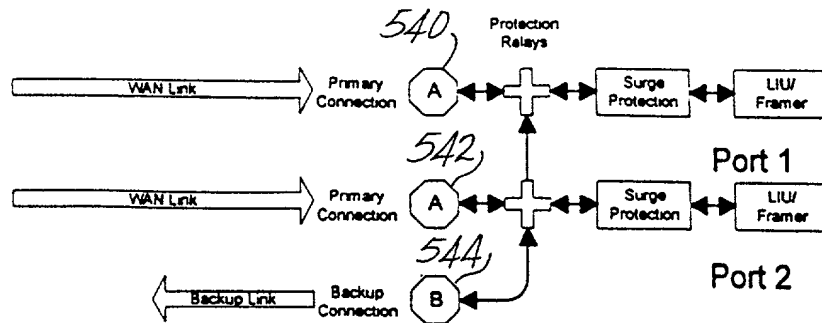 540
Protection
Relays
WAN Link
Primary
Connection
A
Surge
Protection
LIU/
Framer
Port 1
542
WAN Link
Primary
Connection
A
Surge
Protection
LIU/
Framer
Port 2
544
Backup Link
Backup
Connection
B